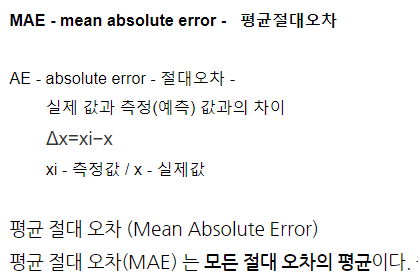 MAE - mean absolute error -   평균절대오차
AE - absolute error - 절대오차 -
실제 값과 측정(예측) 값과의 차이
Δx=xi−x
xi - 측정값 / x - 실제값
평균 절대 오차 (Mean Absolute Error)
평균 절대 오차(MAE) 는 모든 절대 오차의 평균이다.